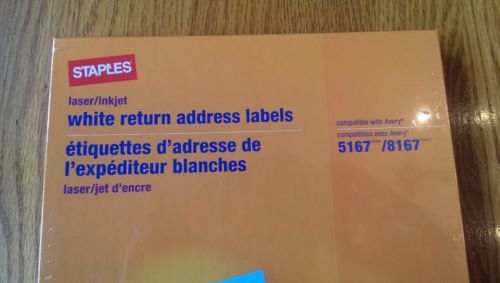 STAPLES
laser/inkjet
white return address labels
étiquettes d'adresse de
l'expéditeur blanches
laser/jet d'encre
compatible with Avery®
compatibles avec Avery®
5167 /8167